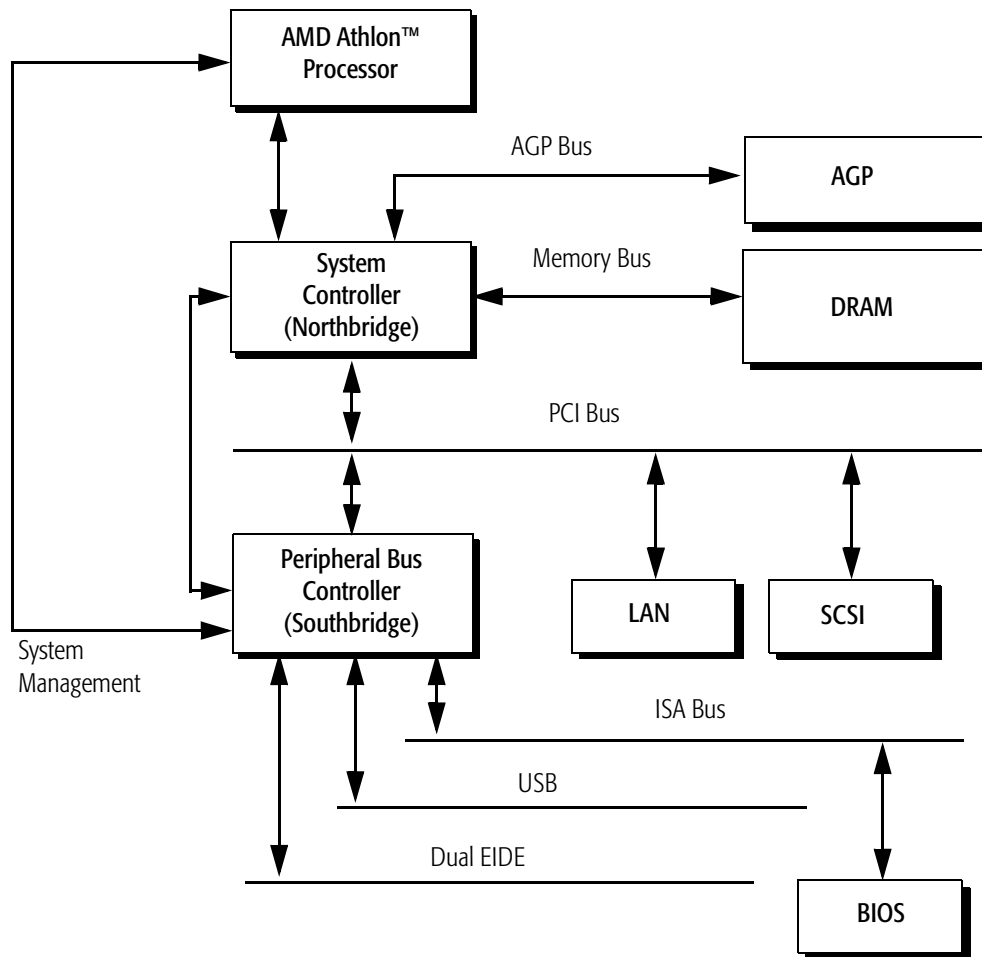 AMD Athlon™
Processor
AGP Bus
AGP
System
Controller
(Northbridge)
Memory Bus
DRAM
PCI Bus
Peripheral Bus
Controller
(Southbridge)
LAN
SCSI
System
Management
ISA Bus
USB
Dual EIDE
BIOS